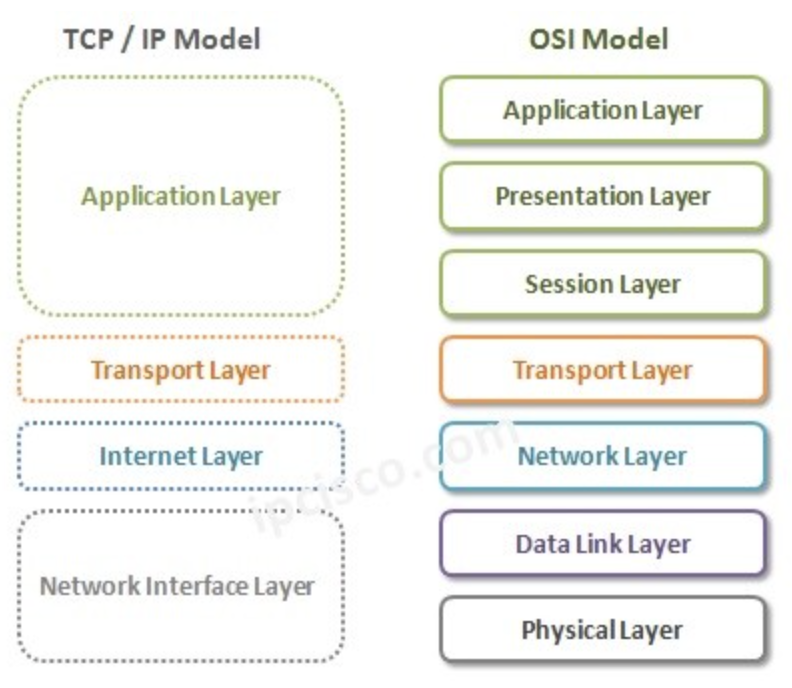 TCP / IP Model
Application Layer
Transport Layer
Internet Layer
Network Interface Layer
OSI Model
Application Layer
Presentation Layer
Session Layer
Transport Layer
Network Layer
Data Link Layer
Physical Layer
ipcisco.com